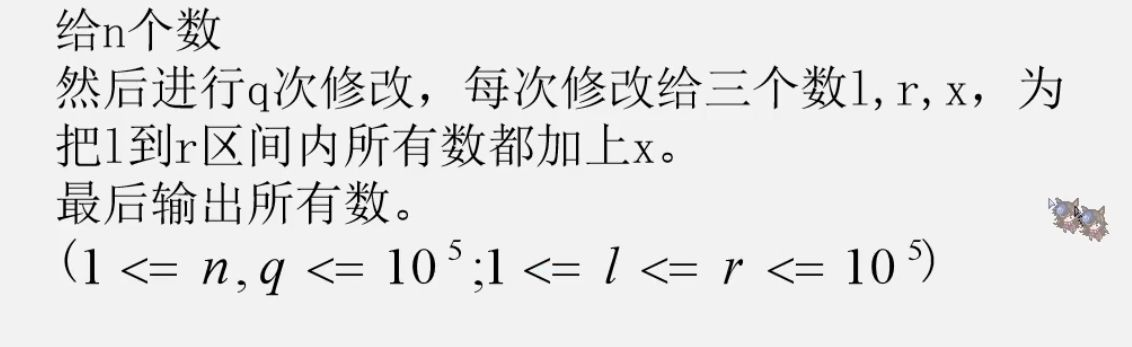 给n个数
然后进行q次修改，每次修改给三个数l,r,x，为
把l到r区间内所有数都加上x。
最后输出所有数。
(1 <= n, q <= 10⁵;1 <= l <= r <= 10⁵)